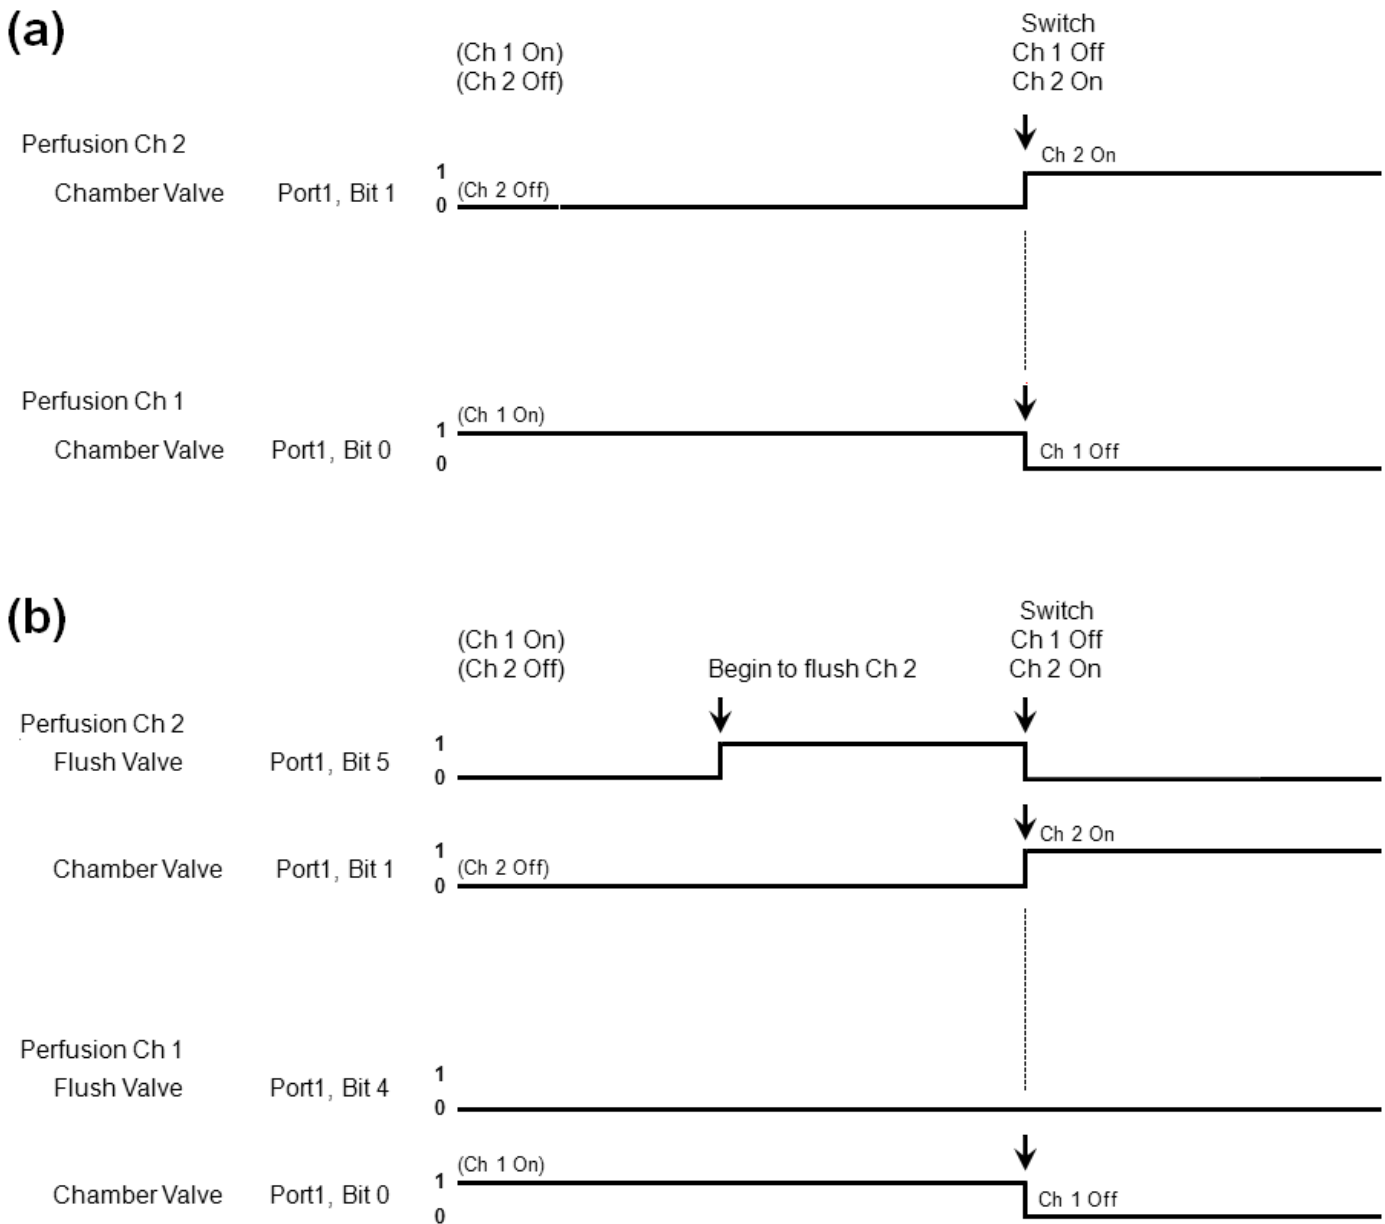 (a)
Switch
(Ch 1 On) Ch 1 Off
(Ch 2 Off) Ch 2 On
Perfusion Ch 2
Ch 2 On
1
Chamber Valve Port1, Bit 1 (Ch 2 Off)
0
Perfusion Ch 1
(Ch 1 On)
1
Chamber Valve Port1, Bit 0 Ch 1 Off
0
(b)
Switch
(Ch 1 On) Ch 1 Off
(Ch 2 Off) Begin to flush Ch 2 Ch 2 On
Perfusion Ch 2
1
Flush Valve Port1, Bit 5
0
Ch 2 On
1
Chamber Valve Port1, Bit 1 (Ch 2 Off)
0
Perfusion Ch 1
1
Flush Valve Port1, Bit 4
0
(Ch 1 On)
1
Chamber Valve Port1, Bit 0 Ch 1 Off
0